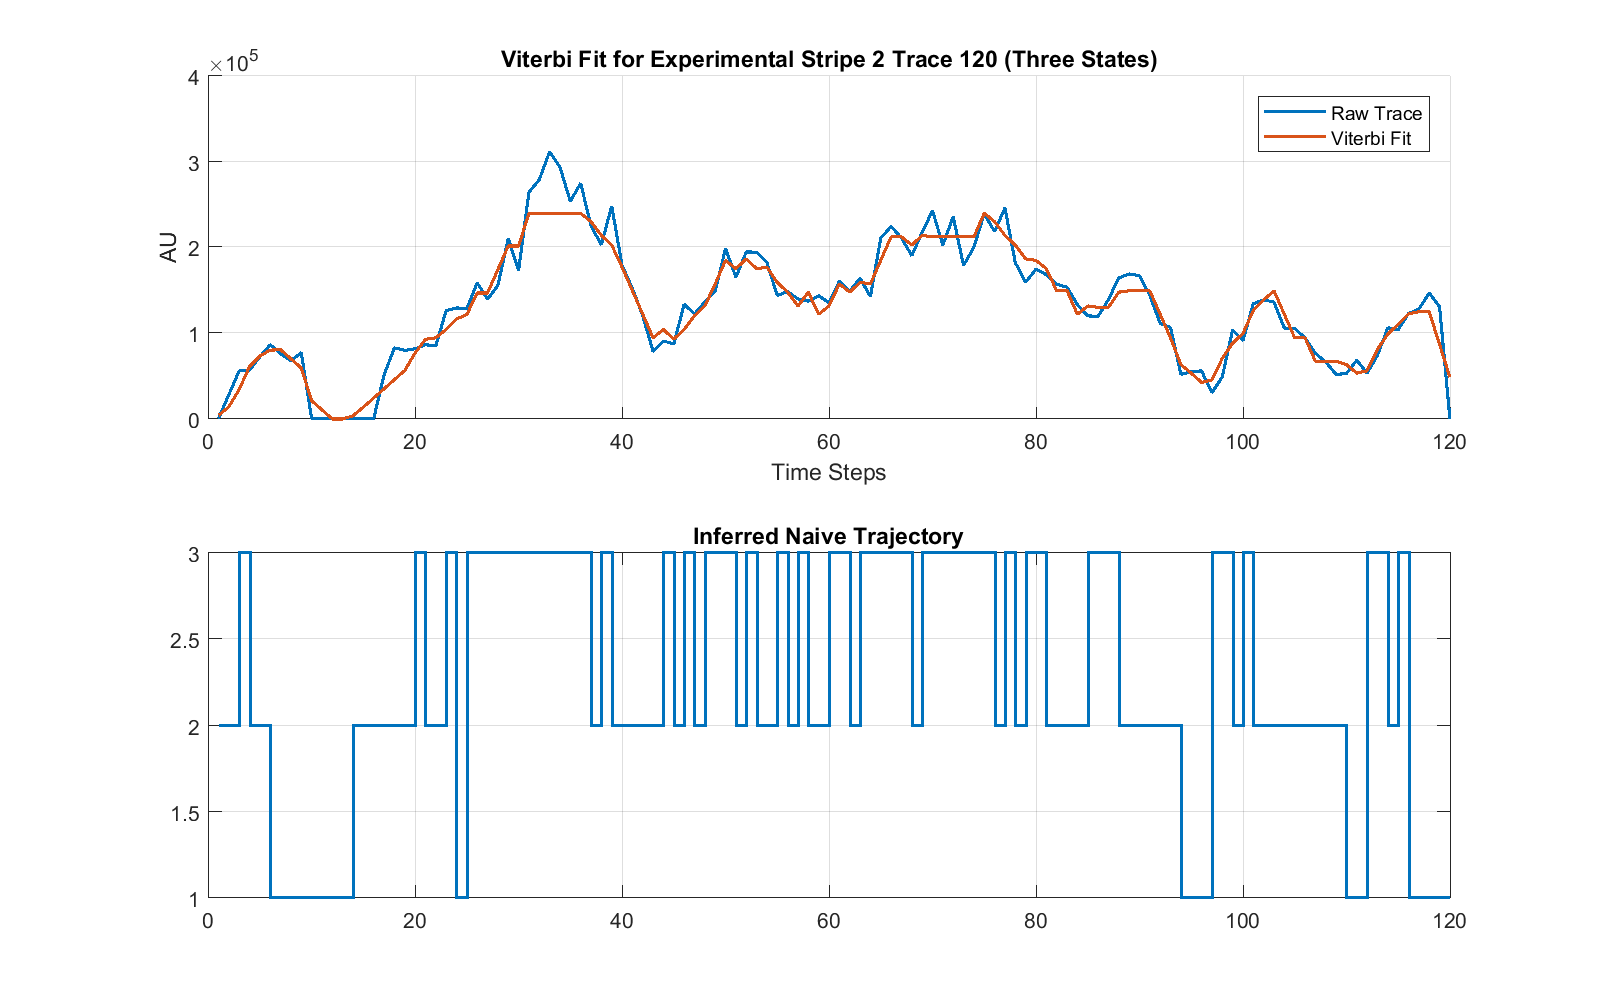 Viterbi Fit for Experimental Stripe 2 Trace 120 (Three States)
×10⁵
4
3
2
1
0
AU
Raw Trace
Viterbi Fit
0 20 40 60 80 100 120
Time Steps
Inferred Naive Trajectory
3
2.5
2
1.5
1
0 20 40 60 80 100 120